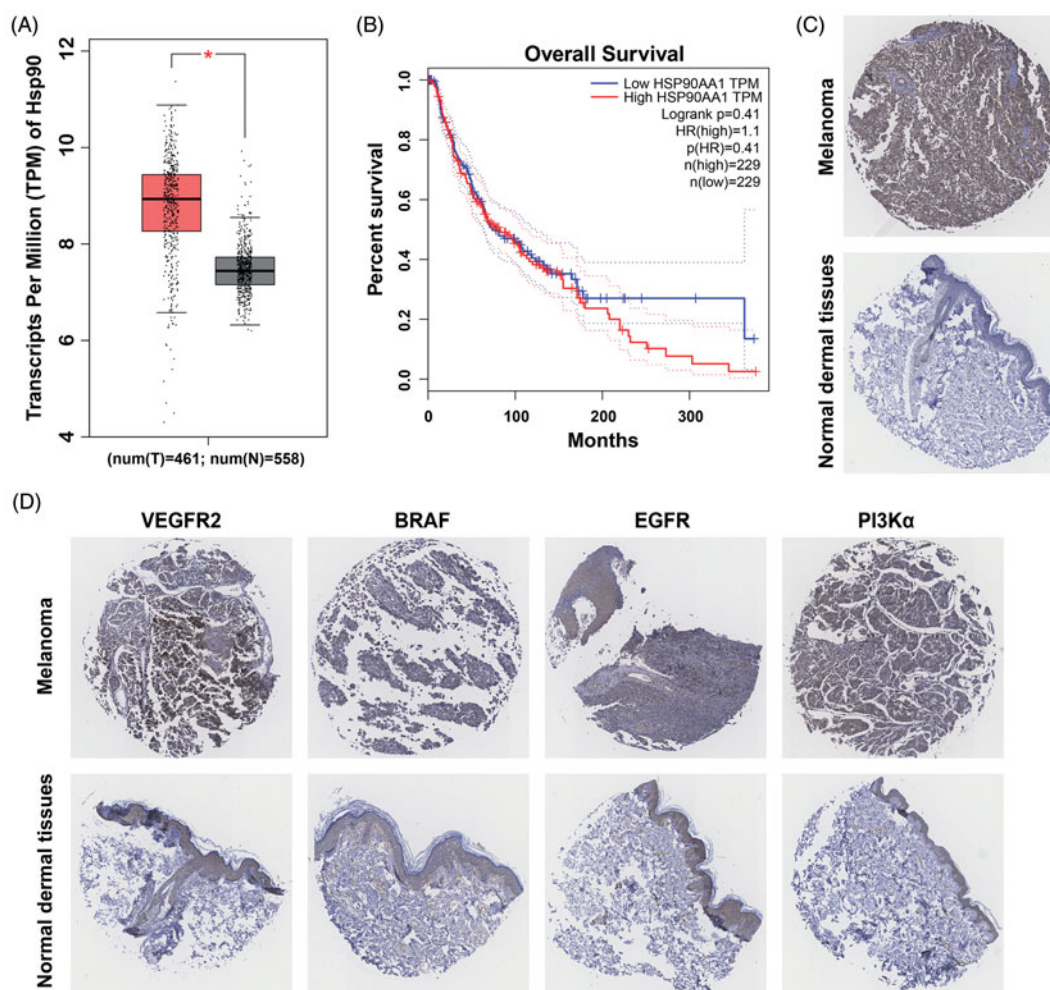 (A)
Transcripts Per Million (TPM) of Hsp90
12
10
8
6
4
*
(num(T)=461; num(N)=558)
(B)
Overall Survival
Percent survival
1.0
0.8
0.6
0.4
0.2
0.0
Low HSP90AA1 TPM
High HSP90AA1 TPM
Logrank p=0.41
HR(high)=1.1
p(HR)=0.41
n(high)=229
n(low)=229
0 100 200 300
Months
(C)
Melanoma
Normal dermal tissues
(D)
VEGFR2 BRAF EGFR PI3Kα
Melanoma
Normal dermal tissues